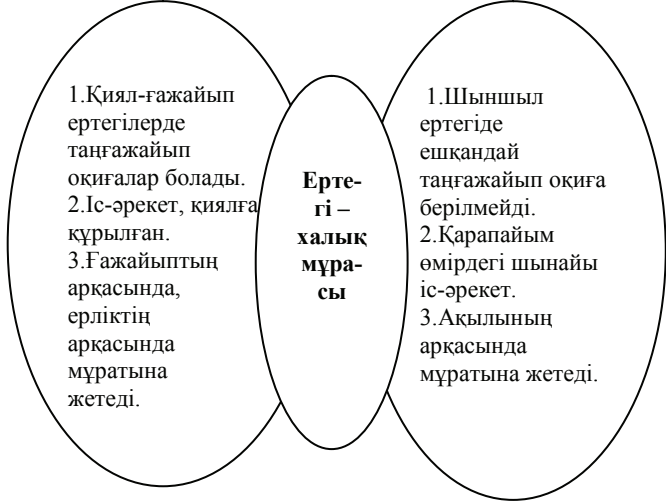 1.Қиял-ғажайып
ертегілерде
таңғажайып
оқиғалар болады.
2.Іс-әрекет, қиялға
құрылған.
3.Ғажайыптың
арқасында,
ерліктің
арқасында
мұратына
жетеді.
Ерте-
гі –
халық
мұра-
сы
1.Шыншыл
ертегіде
ешқандай
таңғажайып оқиға
берілмейді.
2.Қарапайым
өмірдегі шынайы
іс-әрекет.
3.Ақылының
арқасында
мұратына жетеді.